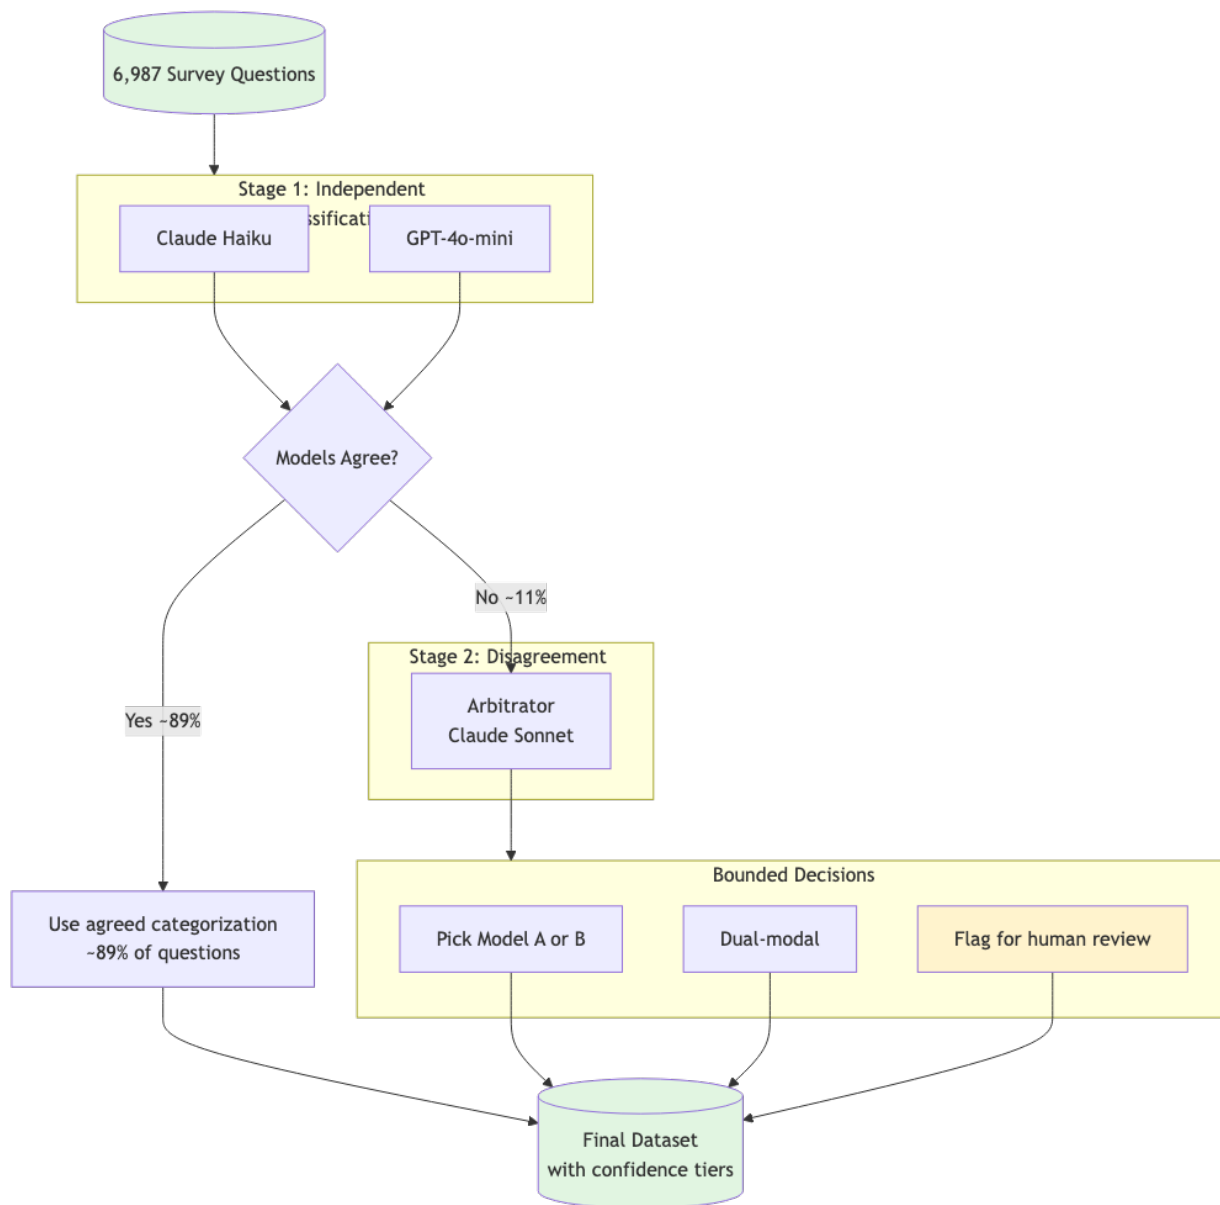 6,987 Survey Questions
Stage 1: Independent
Claude Haiku
GPT-4o-mini
Models Agree?
No ~11%
Stage 2: Disagreement
Arbitrator
Claude Sonnet
Yes ~89%
Bounded Decisions
Use agreed categorization
~89% of questions
Pick Model A or B
Dual-modal
Flag for human review
Final Dataset
with confidence tiers